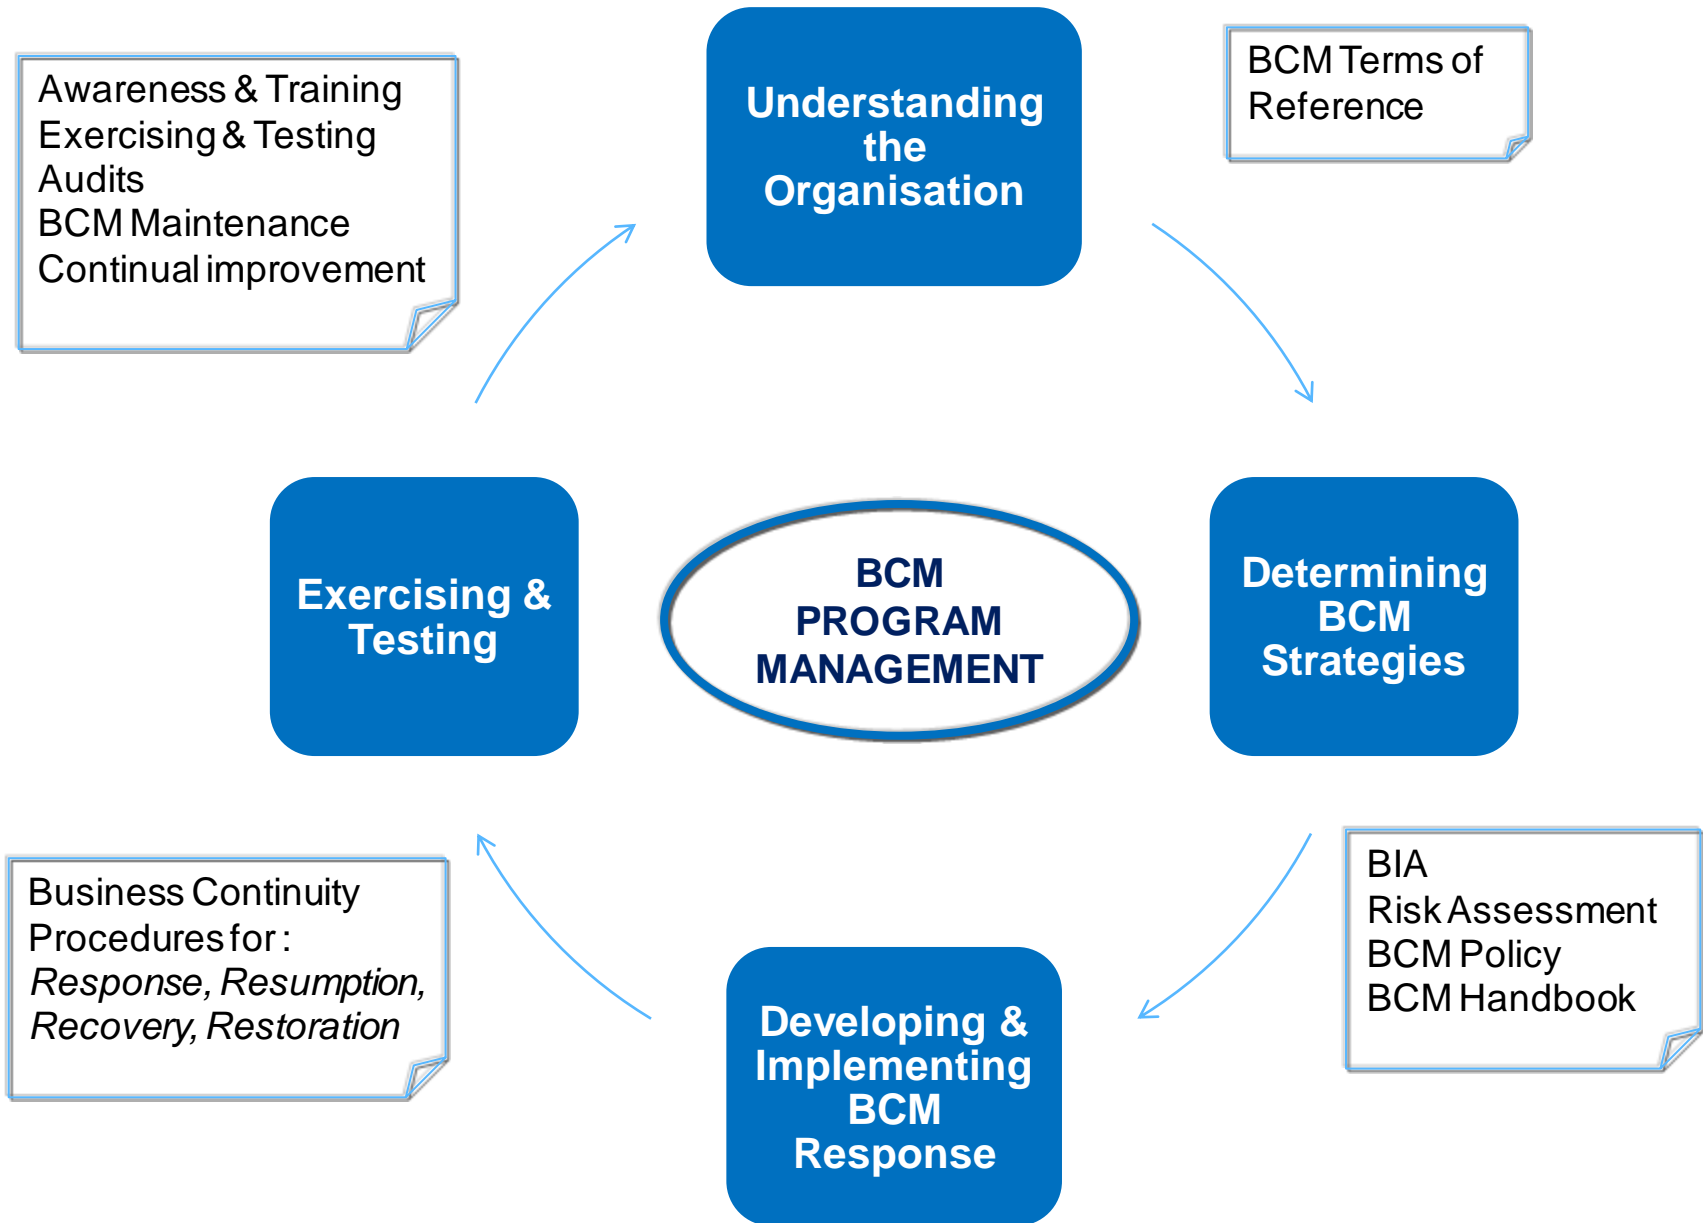 Understanding
the
Organisation
BCM Terms of
Reference
Awareness & Training
Exercising & Testing
Audits
BCM Maintenance
Continual improvement
Exercising &
Testing
BCM
PROGRAM
MANAGEMENT
Determining
BCM
Strategies
Business Continuity
Procedures for :
Response, Resumption,
Recovery, Restoration
Developing &
Implementing
BCM
Response
BIA
Risk Assessment
BCM Policy
BCM Handbook